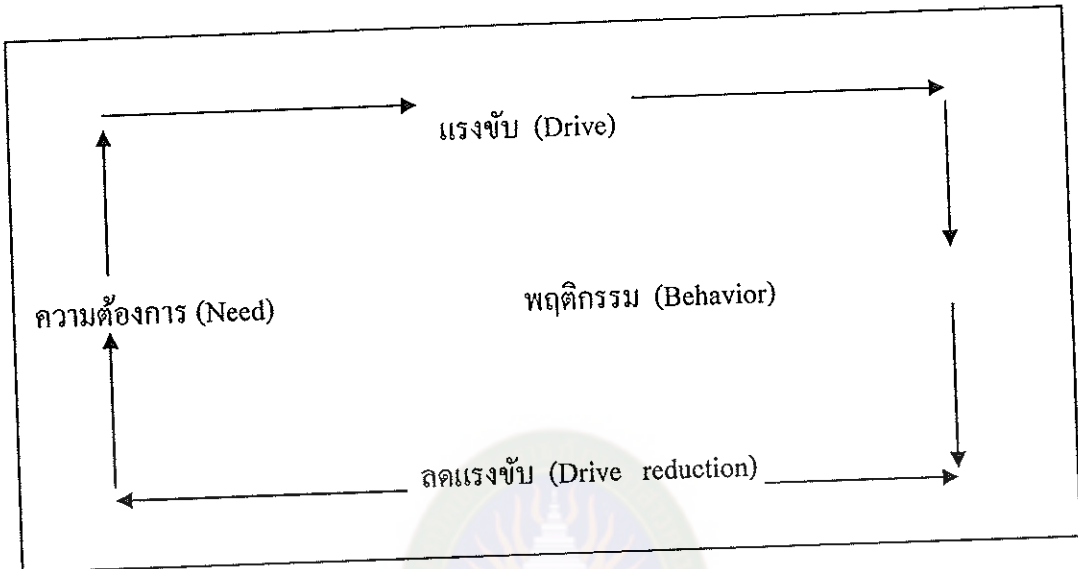 แรงขับ (Drive)
ความต้องการ (Need)
พฤติกรรม (Behavior)
ลดแรงขับ (Drive reduction)